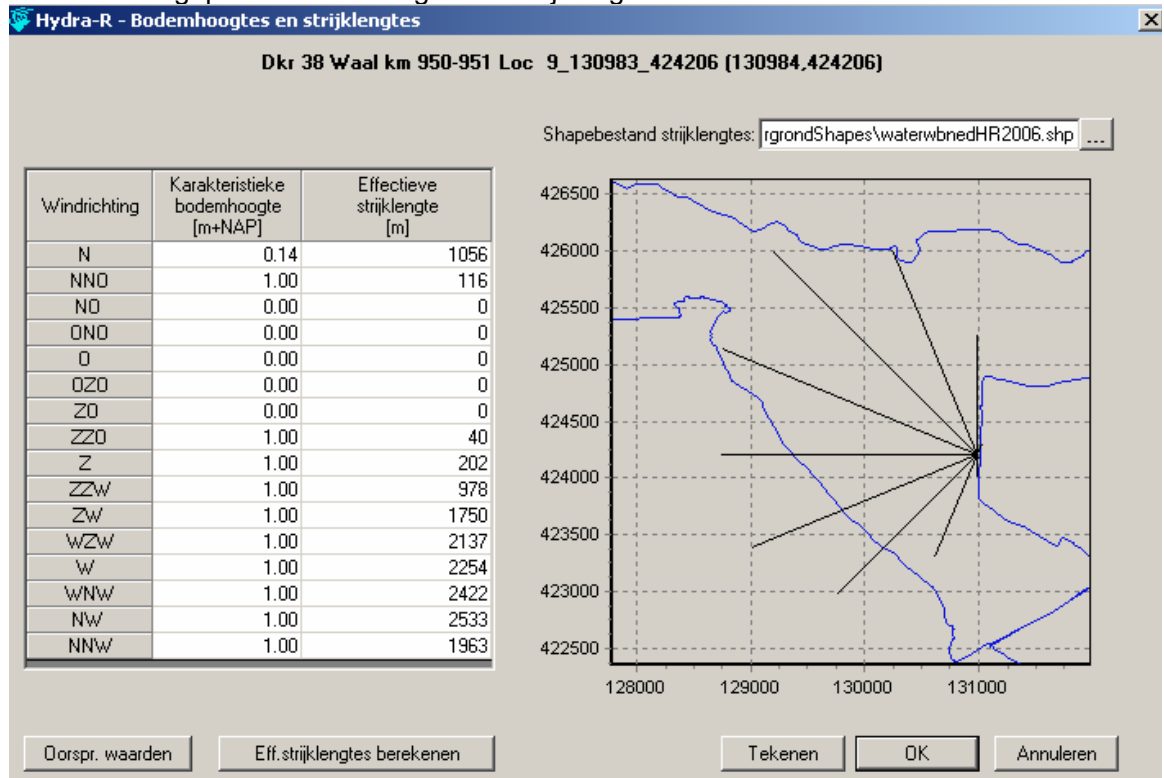 Hydra-R - Bodemhoogtes en strijklengtes
Dkr 38 Waal km 950-951 Loc 9_130983_424206 (130984,424206)
Shapebestand strijklengtes: rgrondShapes\waterwbnedHR2006.shp ...
Windrichting Karakteristieke bodemhoogte [m+NAP] Effectieve strijklengte [m]
N 0.14 1056
NNO 1.00 116
NO 0.00 0
ONO 0.00 0
O 0.00 0
OZO 0.00 0
ZO 0.00 0
ZZO 1.00 40
Z 1.00 202
ZZW 1.00 978
ZW 1.00 1750
WZW 1.00 2137
W 1.00 2254
WNW 1.00 2422
NW 1.00 2533
NNW 1.00 1963
426500
426000
425500
425000
424500
424000
423500
423000
422500
128000 129000 130000 131000
Oorspr. waarden Eff.strijklengtes berekenen Tekenen OK Annuleren